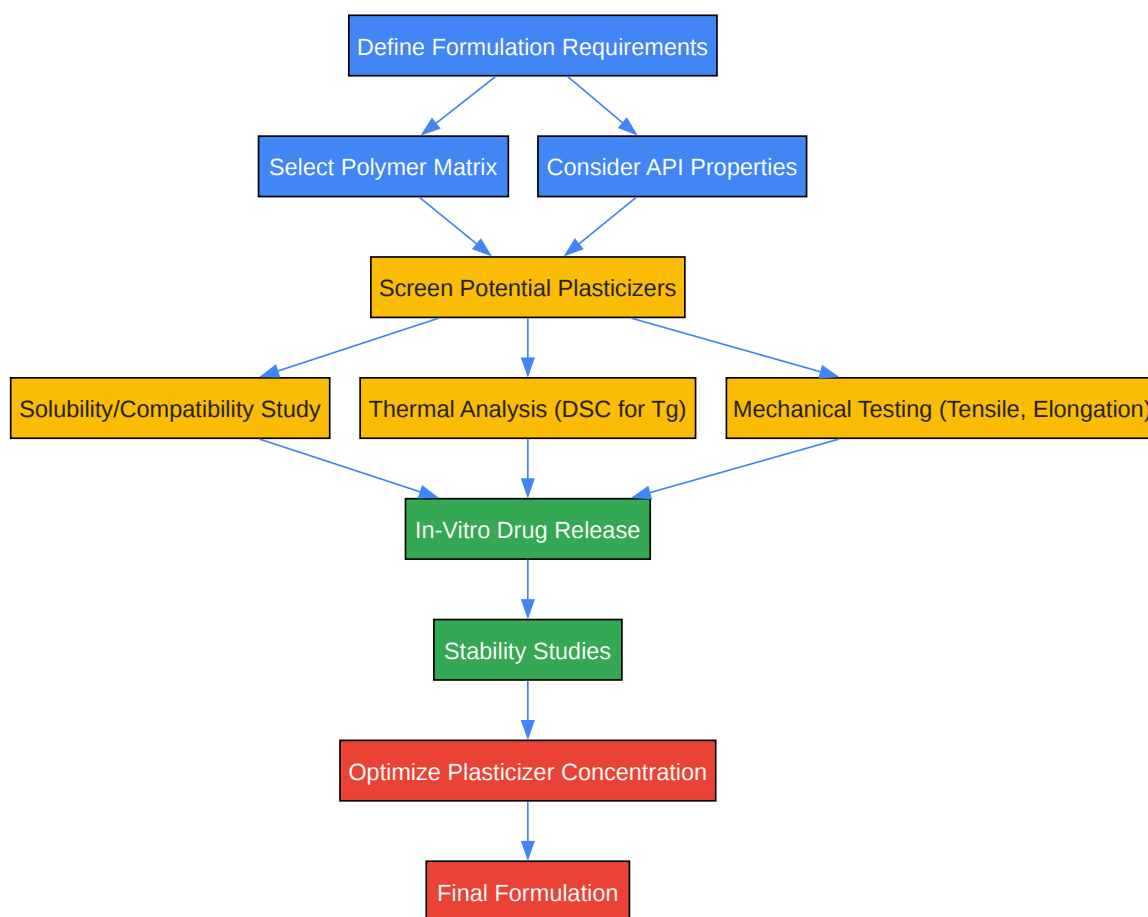 Define Formulation Requirements
Select Polymer Matrix
Consider API Properties
Screen Potential Plasticizers
Solubility/Compatibility Study
Thermal Analysis (DSC for Tg)
Mechanical Testing (Tensile, Elongation)
In-Vitro Drug Release
Stability Studies
Optimize Plasticizer Concentration
Final Formulation